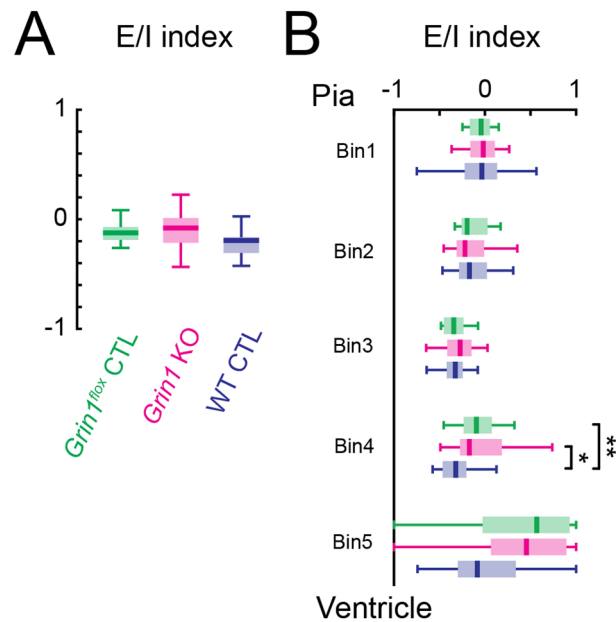 A
E/I index
1
0
-1
Grin1flox CTL
Grin1 KO
WT CTL
B
E/I index
Pia
-1 0 1
Bin1
Bin2
Bin3
Bin4
*
**
Bin5
Ventricle